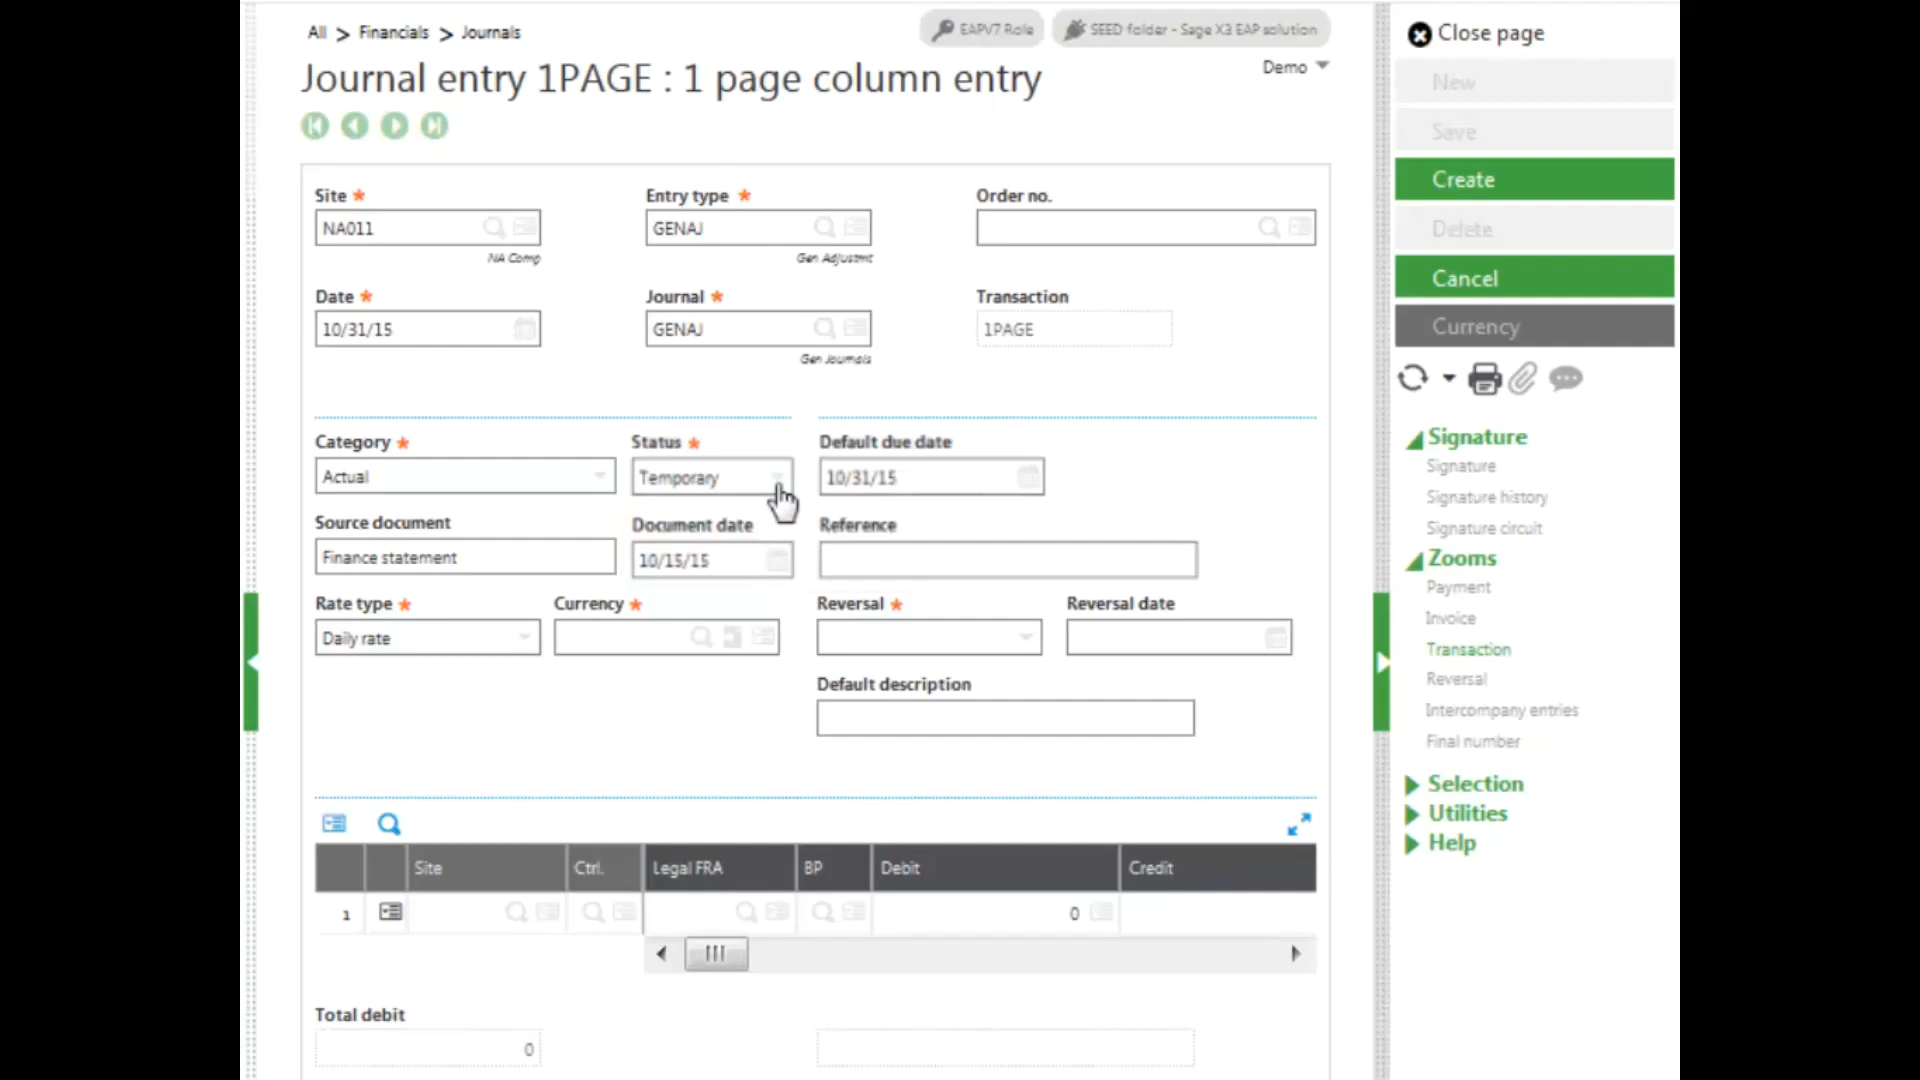 All > Financials > Journals
EAPV7 Role
SEED folder - Sage X3 EAP solution
Close page
Journal entry 1PAGE : 1 page column entry
Demo
New
Save
Create
Delete
Cancel
Currency
Site *
Entry type *
Order no.
NA011
GENAJ
NA Comp
Gen Adjustmt
Date *
Journal *
Transaction
10/31/15
GENAJ
1PAGE
Gen Journals
Category *
Status *
Default due date
Actual
Temporary
10/31/15
Source document
Document date
Reference
Finance statement
10/15/15
Rate type *
Currency *
Reversal *
Reversal date
Daily rate
Default description
Signature
Signature
Signature history
Signature circuit
Zooms
Payment
Invoice
Transaction
Reversal
Intercompany entries
Final number
Selection
Utilities
Help
Site
Ctrl.
Legal FRA
BP
Debit
Credit
1
0
Total debit
0